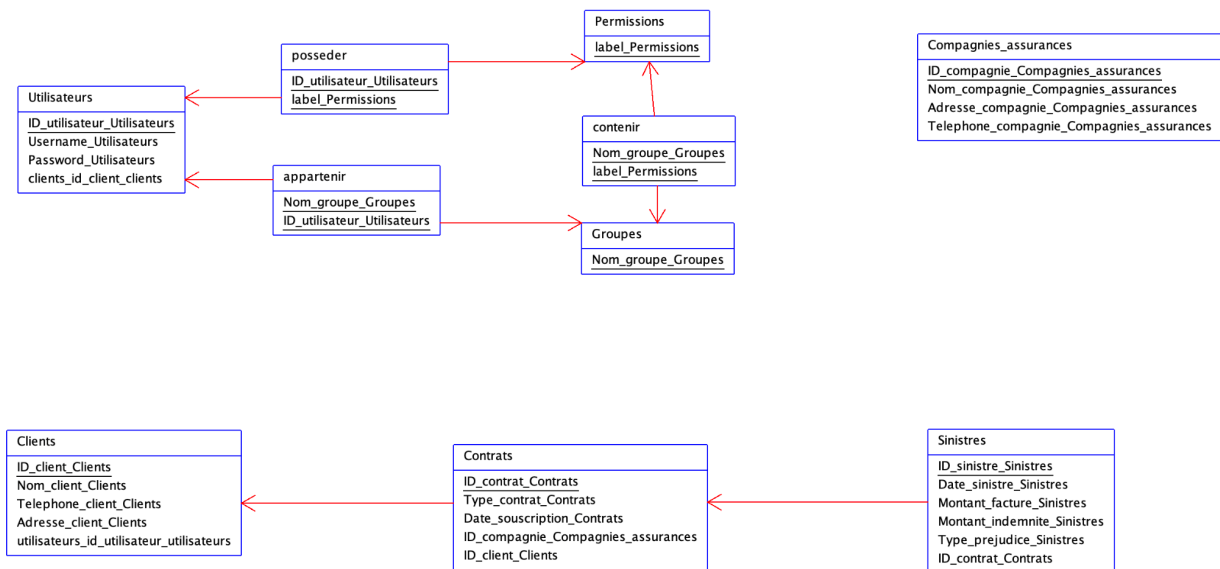 Permissions
label_Permissions
posseder
ID_utilisateur_Utilisateurs
label_Permissions
Compagnies_assurances
ID_compagnie_Compagnies_assurances
Nom_compagnie_Compagnies_assurances
Adresse_compagnie_Compagnies_assurances
Telephone_compagnie_Compagnies_assurances
Utilisateurs
ID_utilisateur_Utilisateurs
Username_Utilisateurs
Password_Utilisateurs
clients_id_client_clients
contenir
Nom_groupe_Groupes
label_Permissions
appartenir
Nom_groupe_Groupes
ID_utilisateur_Utilisateurs
Groupes
Nom_groupe_Groupes
Clients
ID_client_Clients
Nom_client_Clients
Telephone_client_Clients
Adresse_client_Clients
utilisateurs_id_utilisateur_utilisateurs
Contrats
ID_contrat_Contrats
Type_contrat_Contrats
Date_souscription_Contrats
ID_compagnie_Compagnies_assurances
ID_client_Clients
Sinistres
ID_sinistre_Sinistres
Date_sinistre_Sinistres
Montant_facture_Sinistres
Montant_indemnite_Sinistres
Type_prejudice_Sinistres
ID_contrat_Contrats